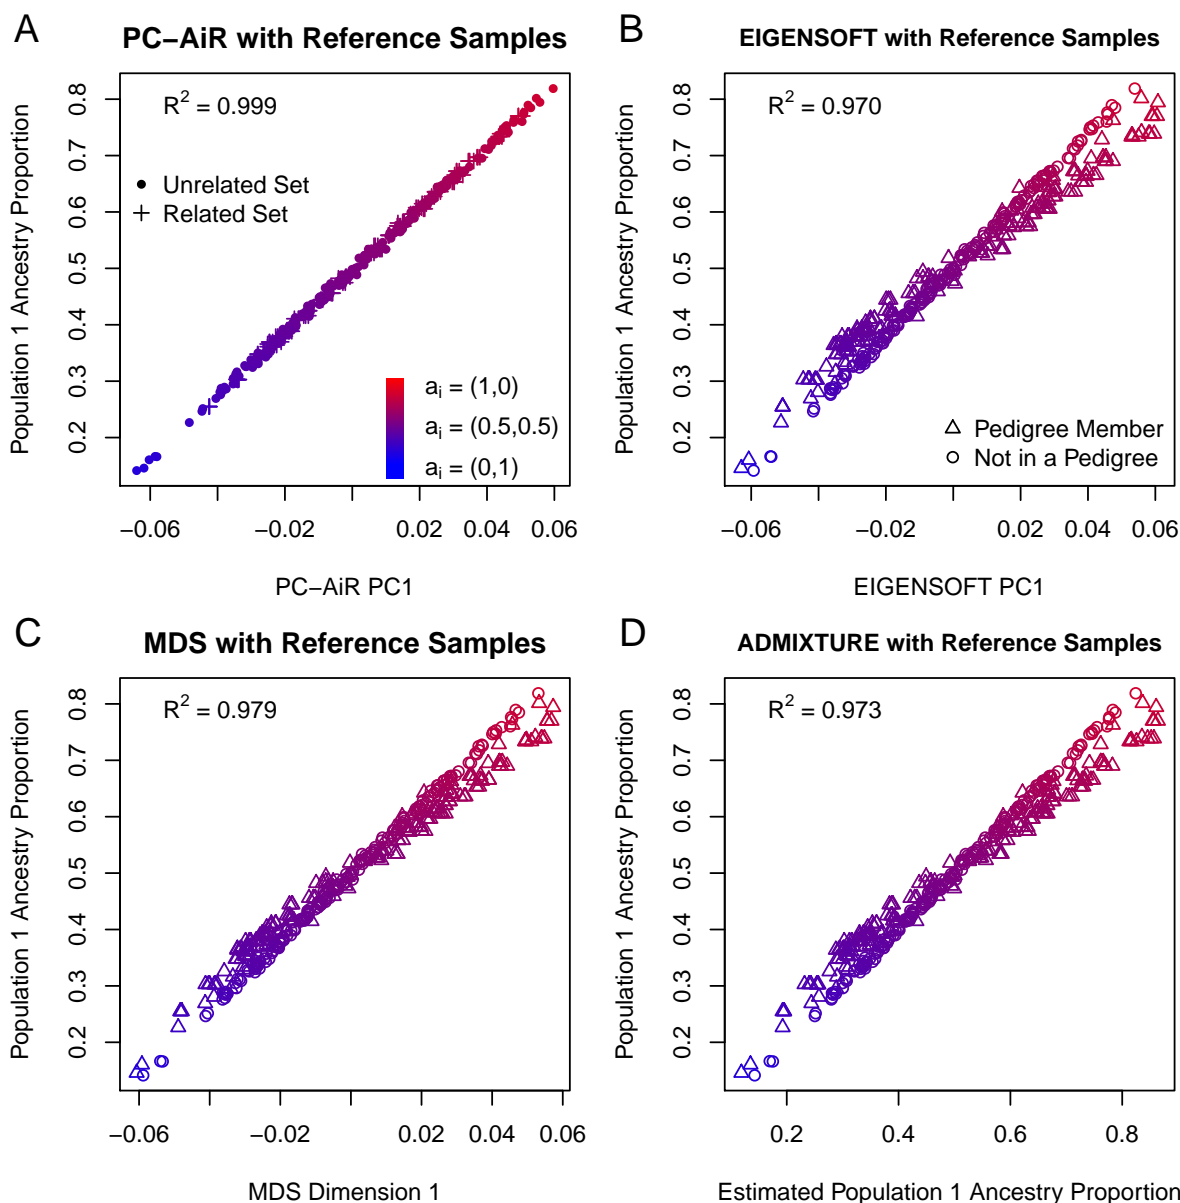 A
PC−AiR with Reference Samples
R² = 0.999
Unrelated Set
Related Set
a_i = (1,0)
a_i = (0.5,0.5)
a_i = (0,1)
Population 1 Ancestry Proportion
0.2
0.3
0.4
0.5
0.6
0.7
0.8
−0.06
−0.02
0.02
0.04
0.06
PC−AiR PC1
B
EIGENSOFT with Reference Samples
R² = 0.970
Pedigree Member
Not in a Pedigree
Population 1 Ancestry Proportion
0.2
0.3
0.4
0.5
0.6
0.7
0.8
−0.06
−0.02
0.02
0.04
0.06
EIGENSOFT PC1
C
MDS with Reference Samples
R² = 0.979
Population 1 Ancestry Proportion
0.2
0.3
0.4
0.5
0.6
0.7
0.8
−0.06
−0.02
0.02
0.04
0.06
MDS Dimension 1
D
ADMIXTURE with Reference Samples
R² = 0.973
Population 1 Ancestry Proportion
0.2
0.3
0.4
0.5
0.6
0.7
0.8
0.2
0.4
0.6
0.8
Estimated Population 1 Ancestry Proportion